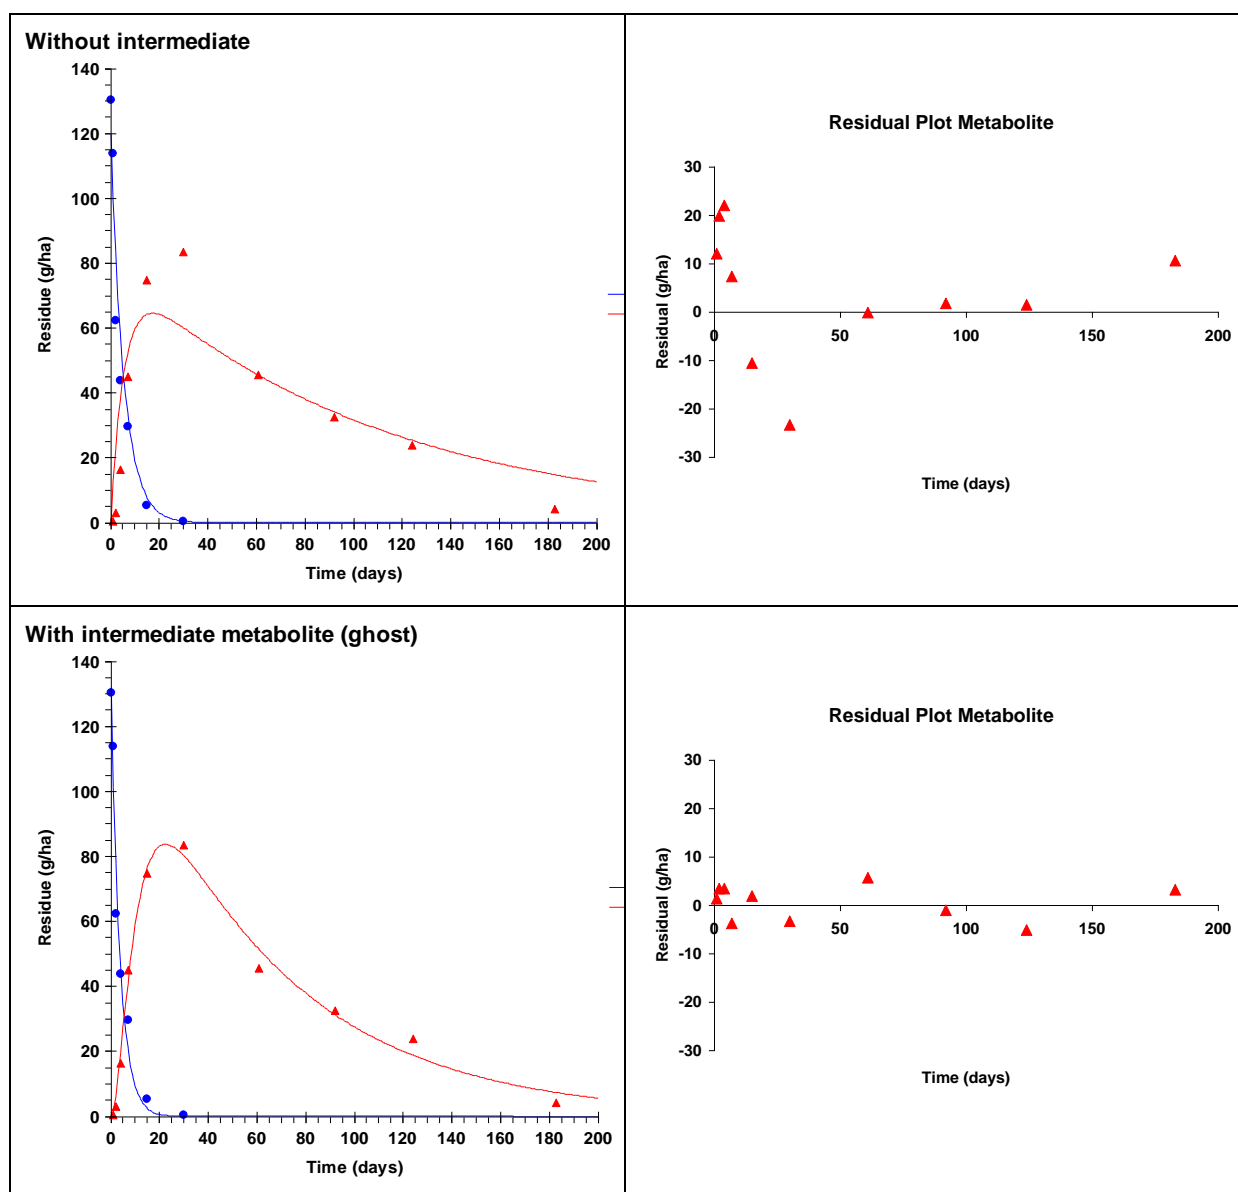 Without intermediate
140
120
100
80
60
40
20
0
Residue (g/ha)
0 20 40 60 80 100 120 140 160 180 200
Time (days)
Residual Plot Metabolite
30
20
10
0
-10
-20
-30
Residual (g/ha)
0 50 100 150 200
Time (days)
With intermediate metabolite (ghost)
140
120
100
80
60
40
20
0
Residue (g/ha)
0 20 40 60 80 100 120 140 160 180 200
Time (days)
Residual Plot Metabolite
30
20
10
0
-10
-20
-30
Residual (g/ha)
0 50 100 150 200
Time (days)